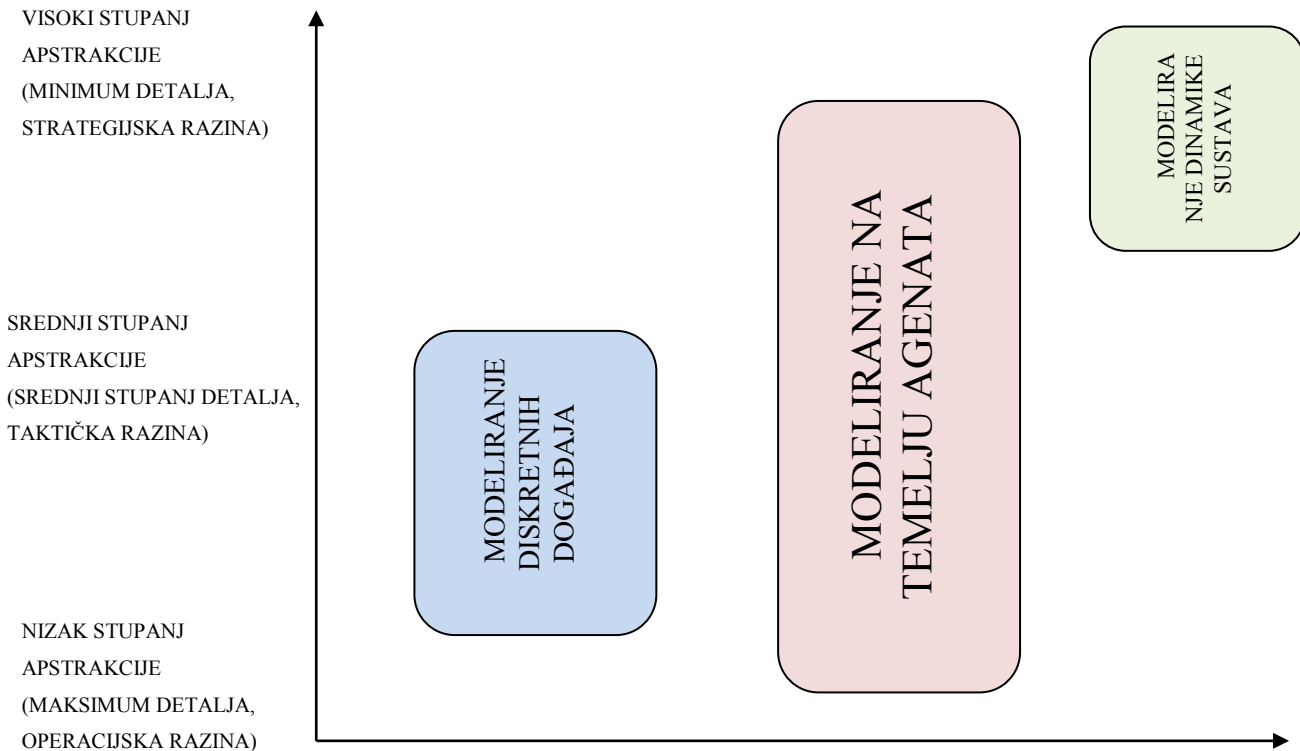 VISOKI STUPANJ
APSTRAKCIJE
(MINIMUM DETALJA,
STRATEGIJSKA RAZINA)
SREDNJI STUPANJ
APSTRAKCIJE
(SREDNJI STUPANJ DETALJA,
TAKTIČKA RAZINA)
NIZAK STUPANJ
APSTRAKCIJE
(MAKSIMUM DETALJA,
OPERACIJSKA RAZINA)
MODELIRANJE
DISKRETNIH
DOGAĐAJA
MODELIRANJE NA
TEMELJU AGENATA
MODELIRA
NJE DINAMIKE
SUSTAVA